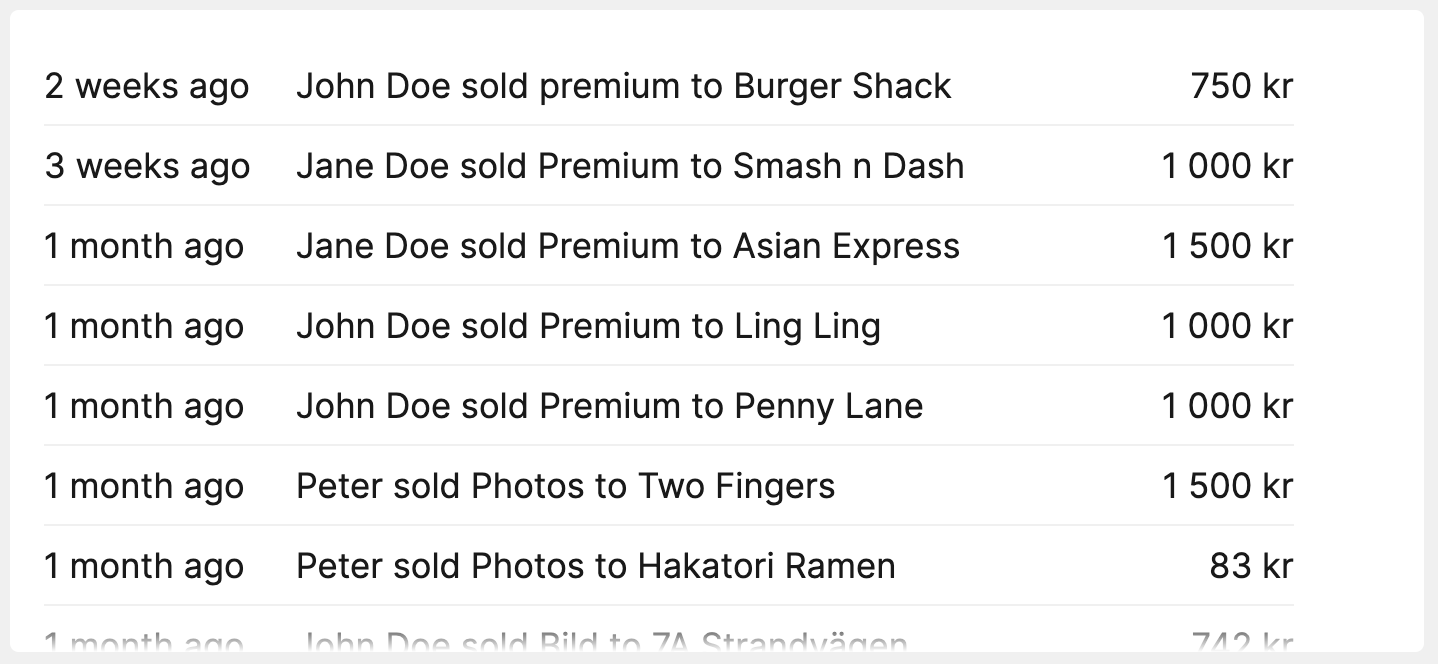 2 weeks ago John Doe sold premium to Burger Shack 750 kr
3 weeks ago Jane Doe sold Premium to Smash n Dash 1 000 kr
1 month ago Jane Doe sold Premium to Asian Express 1 500 kr
1 month ago John Doe sold Premium to Ling Ling 1 000 kr
1 month ago John Doe sold Premium to Penny Lane 1 000 kr
1 month ago Peter sold Photos to Two Fingers 1 500 kr
1 month ago Peter sold Photos to Hakatori Ramen 83 kr
1 month ago John Doe sold Bild to 7A Strandvägen 742 kr